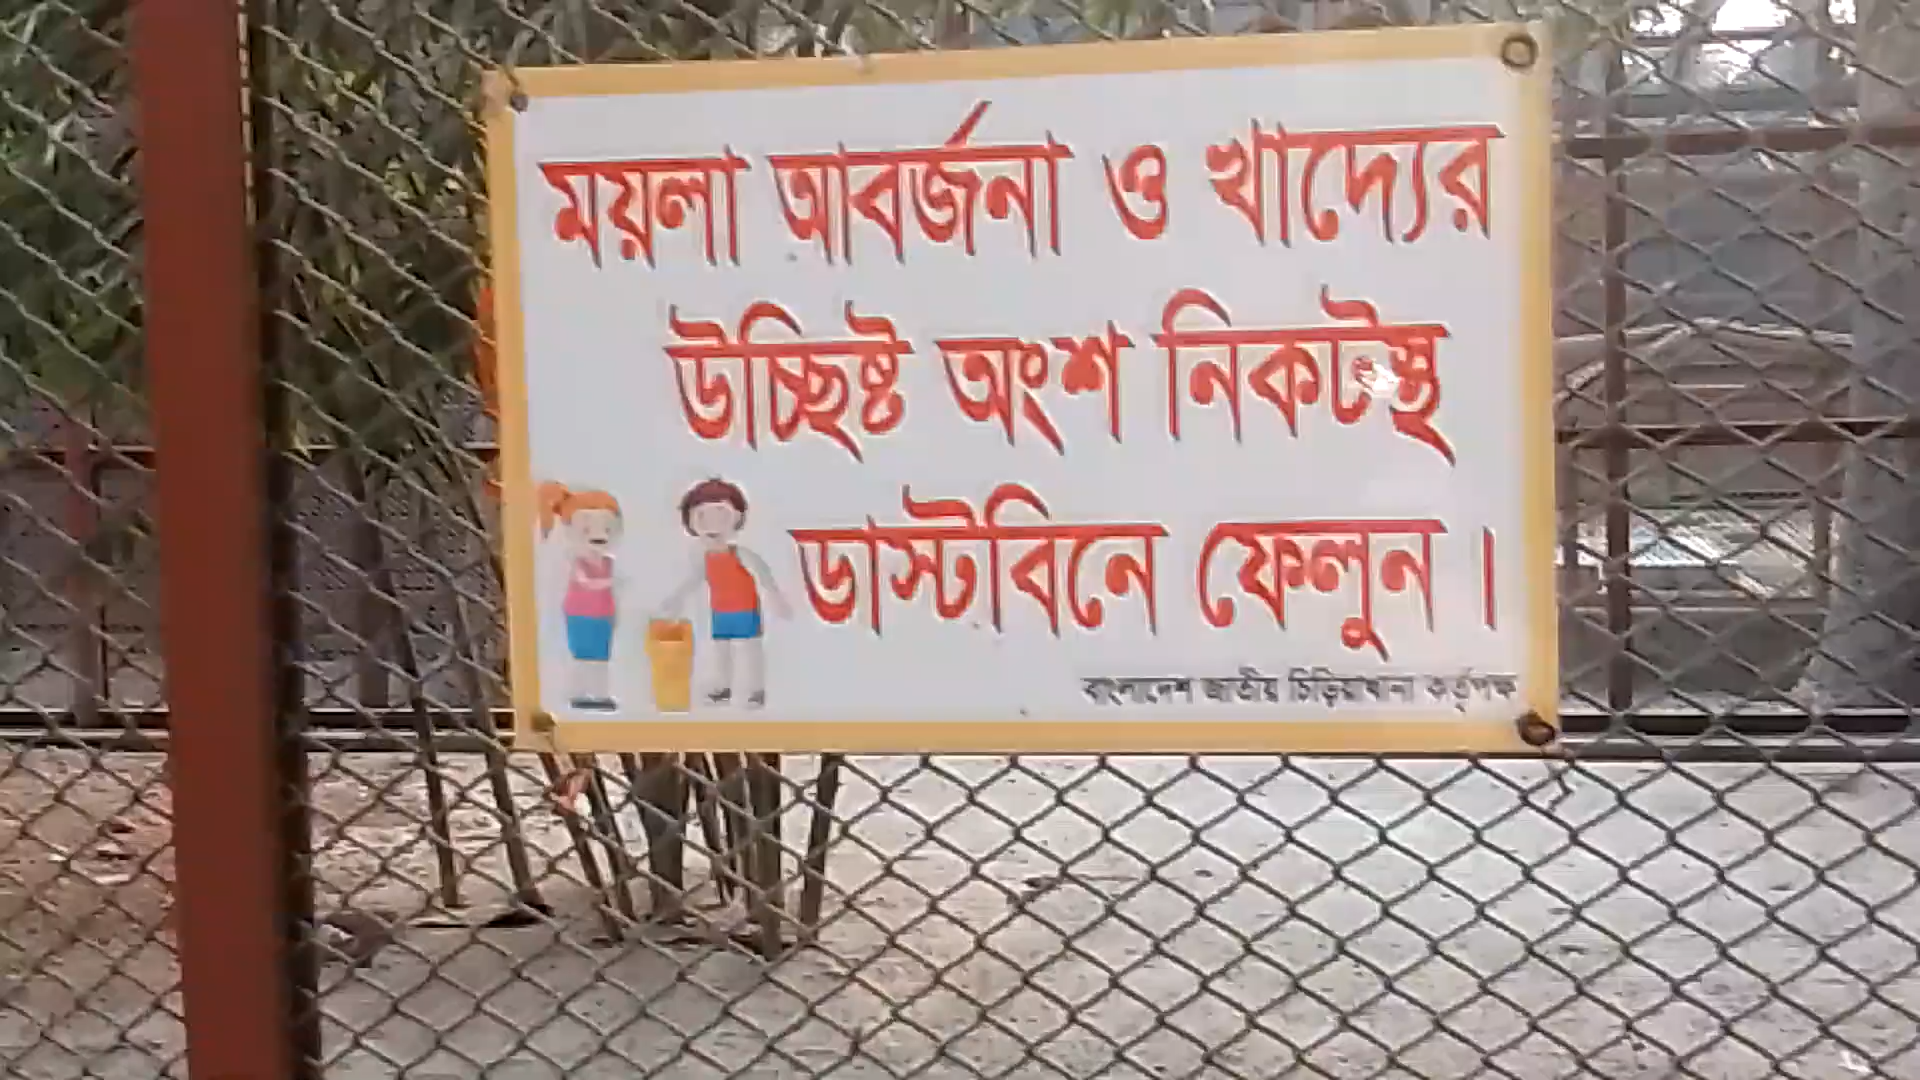 ময়লা আবর্জনা ও খাদ্যের
উচ্ছিষ্ট অংশ নিকটস্থ
ডাস্টবিনে ফেলুন।
বাংলাদেশ জাতীয় চিড়িয়াখানা কর্তৃপক্ষ